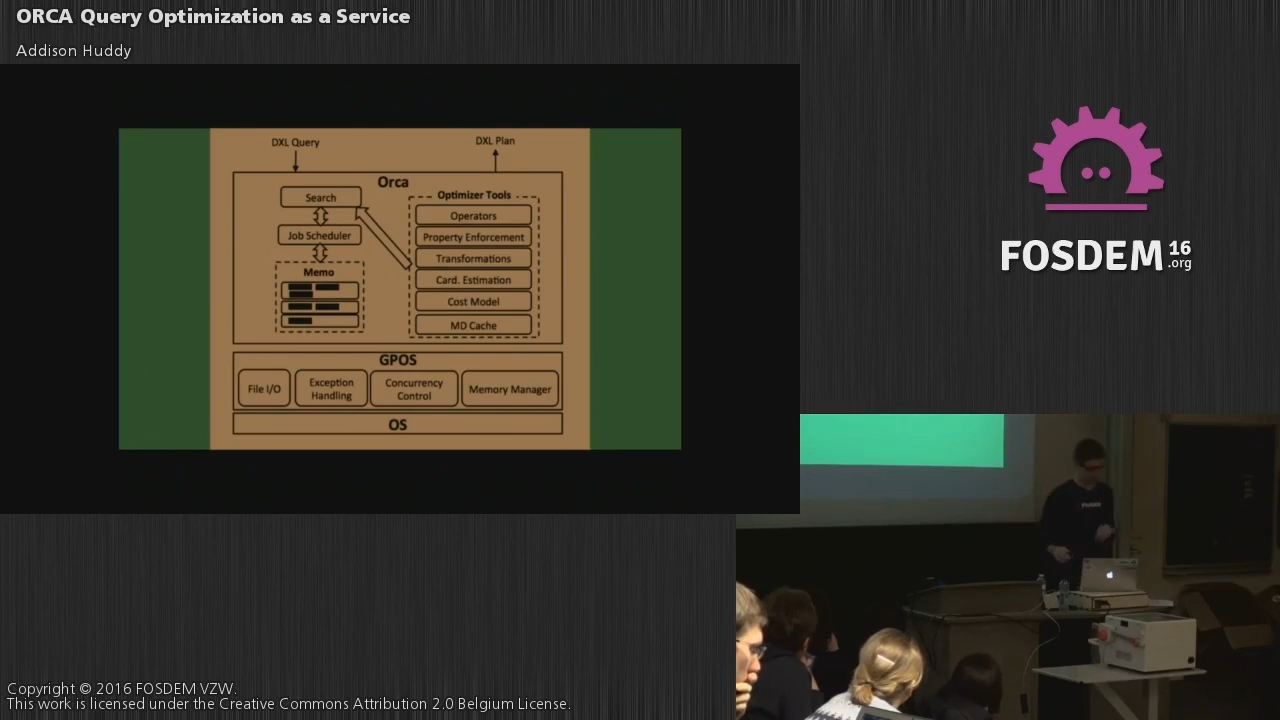 ORCA Query Optimization as a Service
Addison Huddy
DXL Query
DXL Plan
Orca
Search
Job Scheduler
Memo
Optimizer Tools
Operators
Property Enforcement
Transformations
Card. Estimation
Cost Model
MD Cache
GPOS
File I/O
Exception
Handling
Concurrency
Control
Memory Manager
OS
FOSDEM 16
.org
Copyright © 2016 FOSDEM VZW.
This work is licensed under the Creative Commons Attribution 2.0 Belgium License.